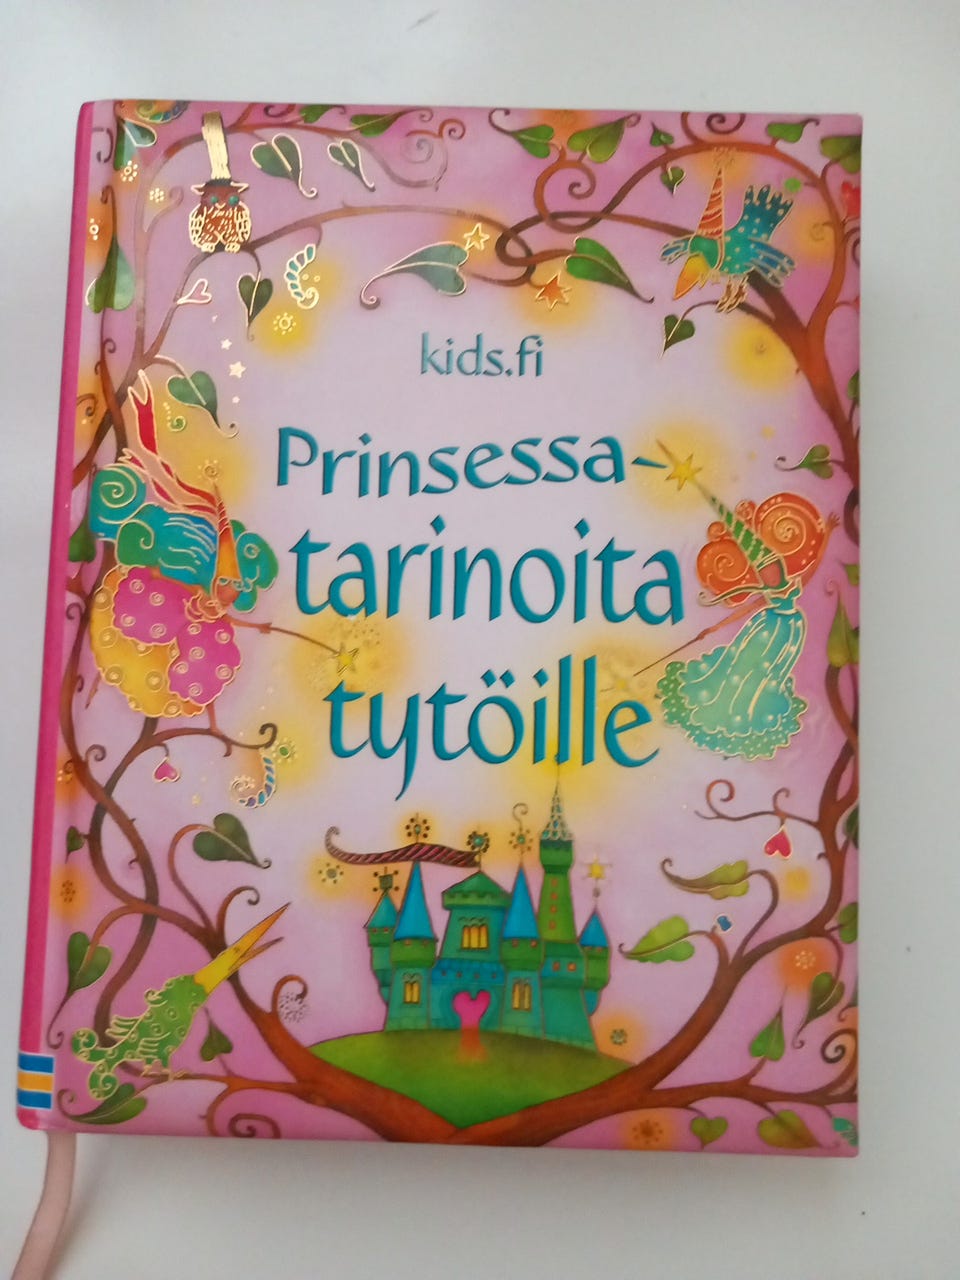 kids.fi
Prinsessa-
tarinoita
tytöille